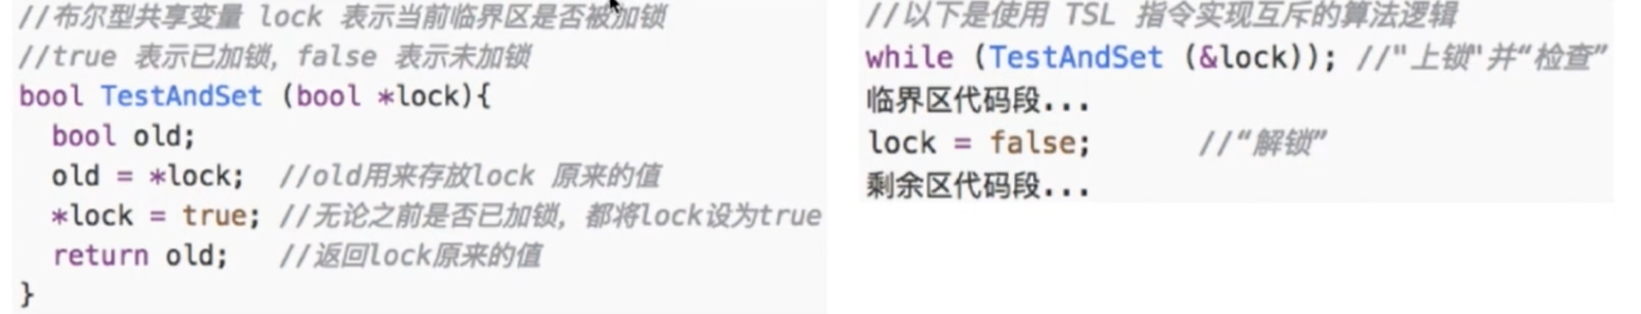 //布尔型共享变量 lock 表示当前临界区是否被加锁
//true 表示已加锁, false 表示未加锁
bool TestAndSet (bool *lock){
  bool old;
  old = *lock;  //old用来存放lock 原来的值
  *lock = true; //无论之前是否已加锁, 都将lock设为true
  return old;   //返回lock原来的值
}
//以下是使用 TSL 指令实现互斥的算法逻辑
while (TestAndSet (&lock)); //"上锁"并“检查”
临界区代码段...
lock = false;      //“解锁”
剩余区代码段...